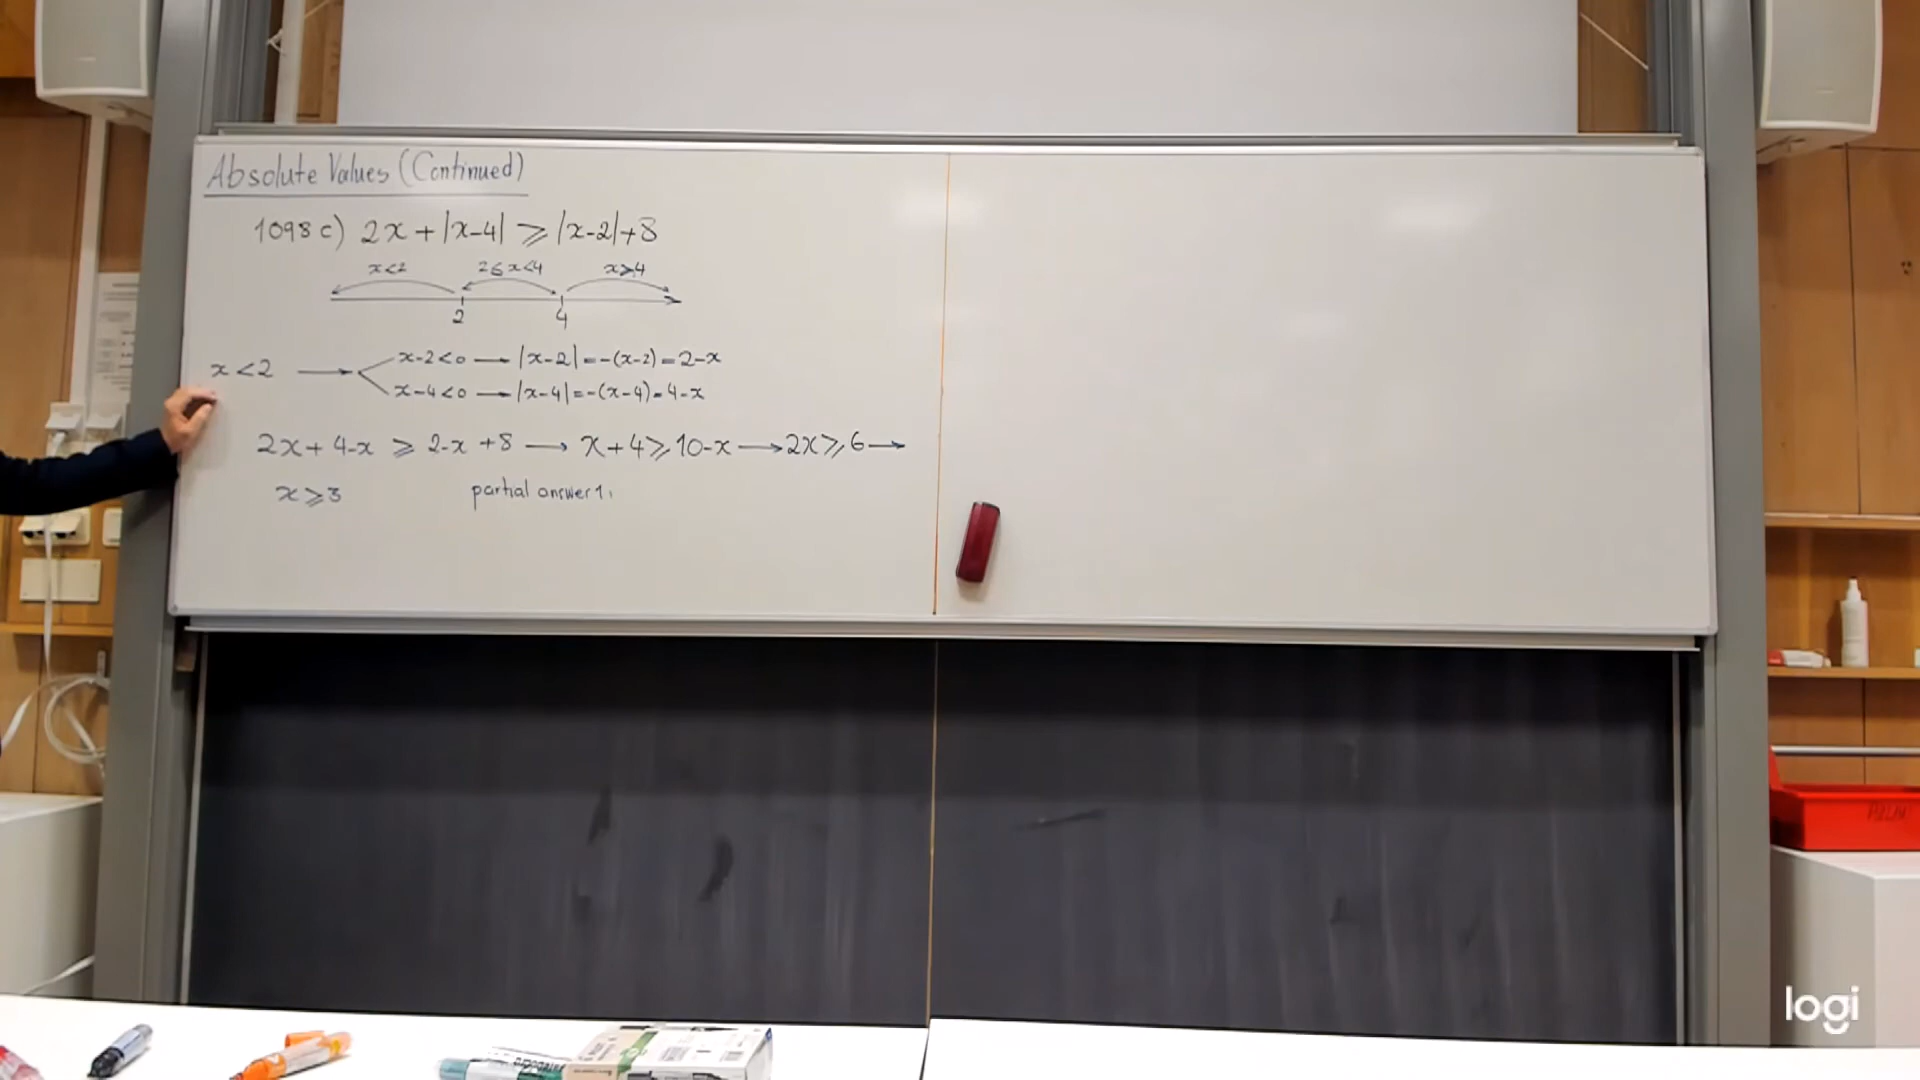 Absolute Values (Continued)
1098 c) 2x + |x-4| ⩾ |x-2| + 8
x<2 2≤x<4 x⩾4
2 4
x-2<0 → |x-2| = -(x-2) = 2-x
x<2 →
x-4<0 → |x-4| = -(x-4) = 4-x
2x + 4-x ⩾ 2-x + 8 → x+4 ⩾ 10-x → 2x ⩾ 6 →
x ⩾ 3 partial answer 1:
logi